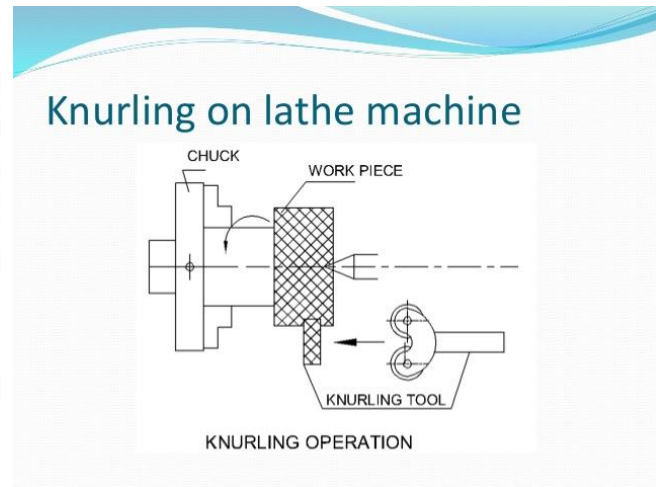 Knurling on lathe machine
CHUCK
WORK PIECE
KNURLING TOOL
KNURLING OPERATION